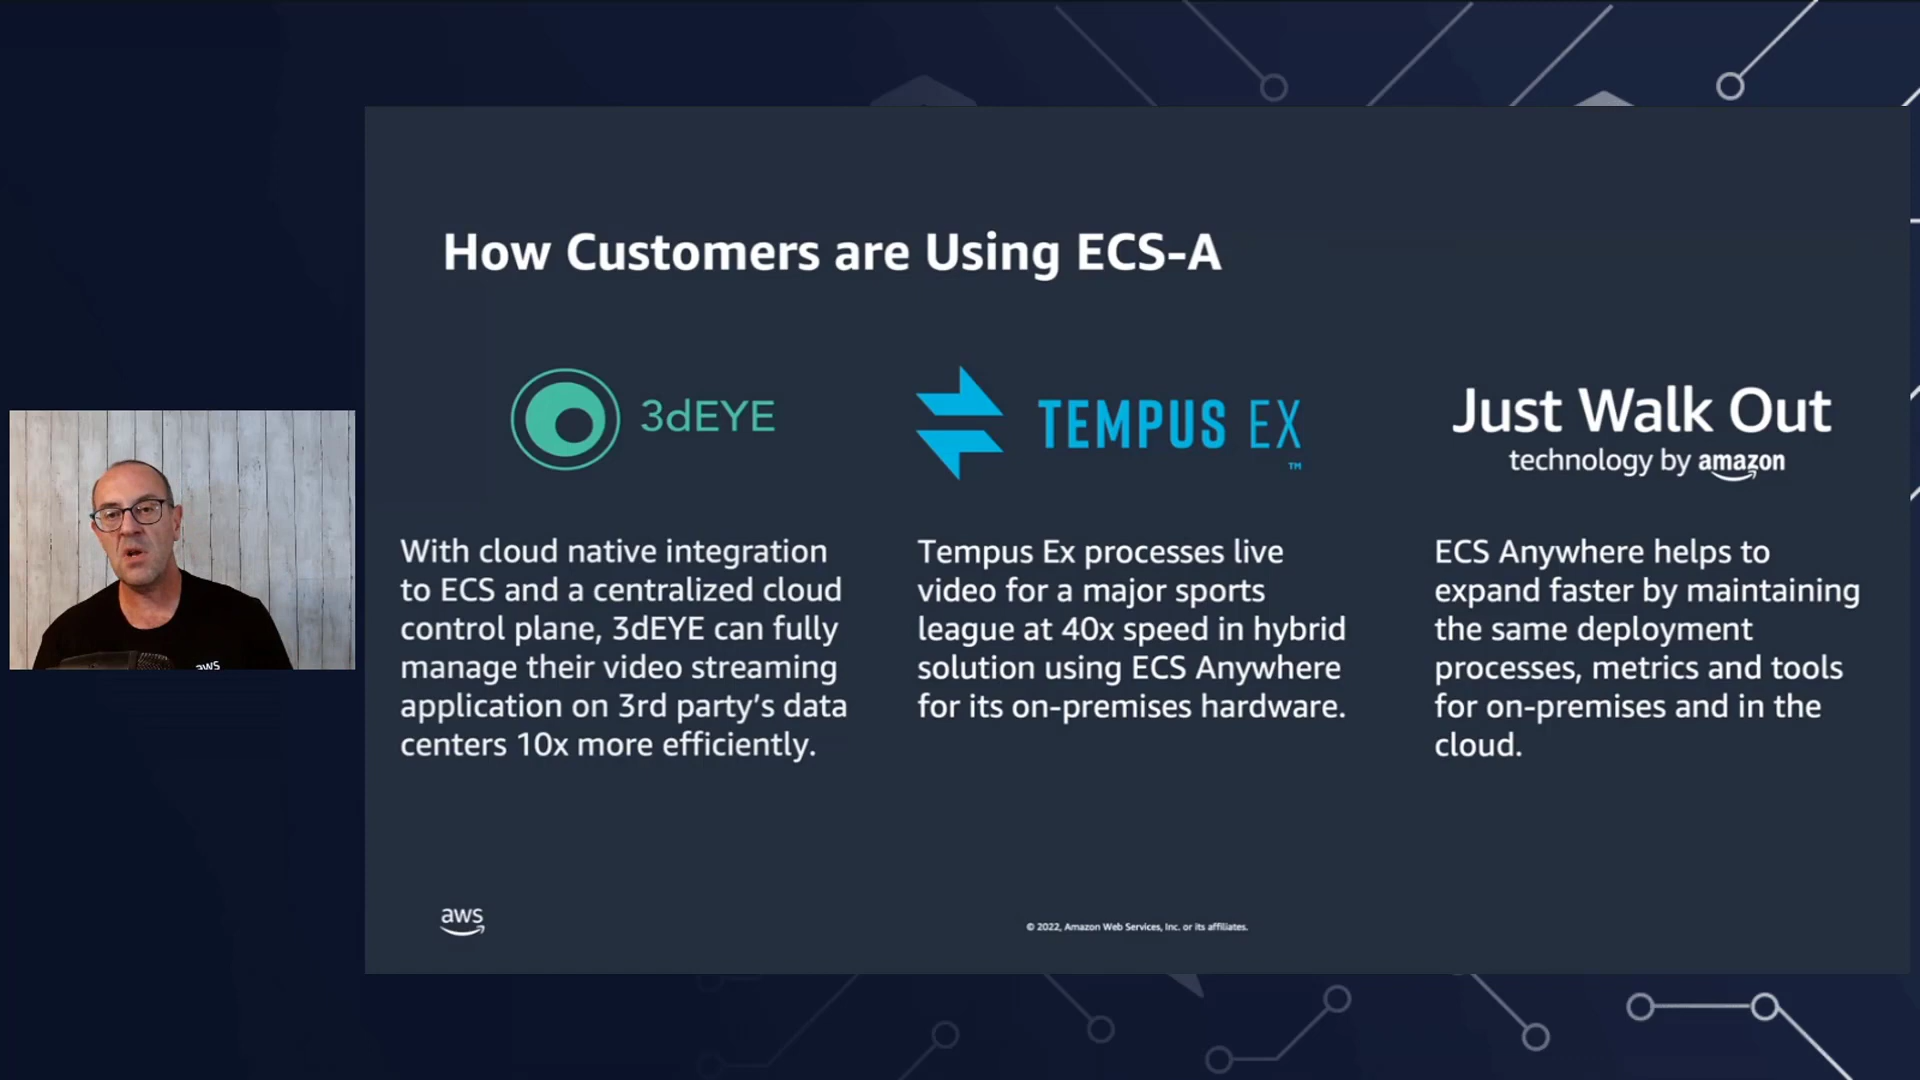 How Customers are Using ECS-A
3dEYE
TEMPUS EX
TM
Just Walk Out
technology by amazon
With cloud native integration
to ECS and a centralized cloud
control plane, 3dEYE can fully
manage their video streaming
application on 3rd party’s data
centers 10x more efficiently.
Tempus Ex processes live
video for a major sports
league at 40x speed in hybrid
solution using ECS Anywhere
for its on-premises hardware.
ECS Anywhere helps to
expand faster by maintaining
the same deployment
processes, metrics and tools
for on-premises and in the
cloud.
aws
aws
© 2022, Amazon Web Services, Inc. or its affiliates.